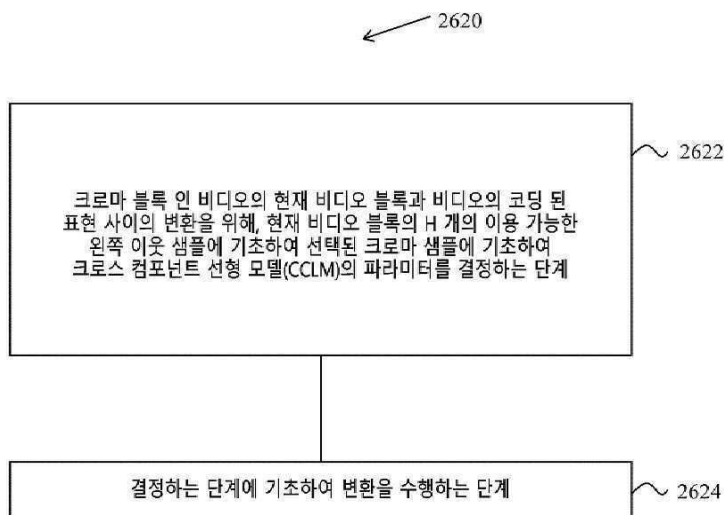 2620
2622
크로마 블록 인 비디오의 현재 비디오 블록과 비디오의 코딩 된
표현 사이의 변환을 위해, 현재 비디오 블록의 H 개의 이용 가능한
왼쪽 이웃 샘플에 기초하여 선택된 크로마 샘플에 기초하여
크로스 컴포넌트 선형 모델(CCLM)의 파라미터를 결정하는 단계
결정하는 단계에 기초하여 변환을 수행하는 단계
2624